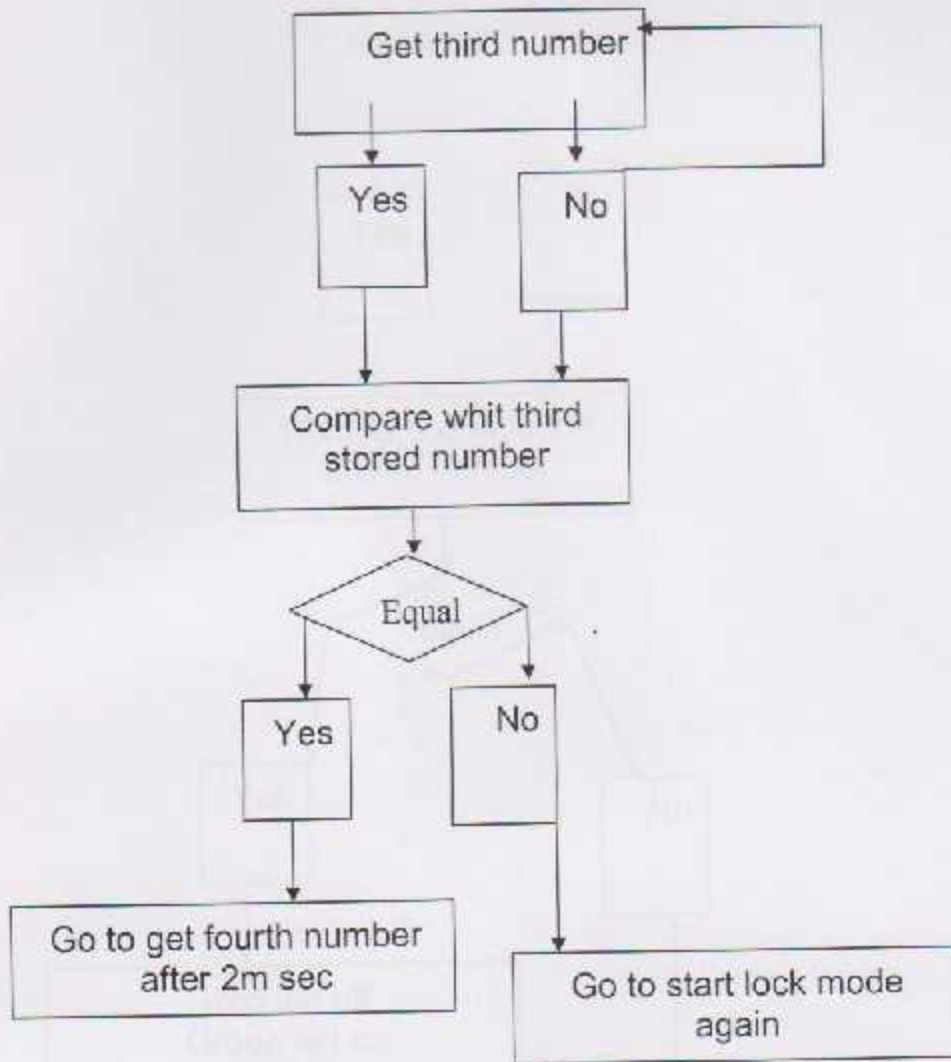 Get third number
Yes
No
Compare whit third
stored number
Equal
Yes
No
Go to get fourth number
after 2m sec
Go to start lock mode
again